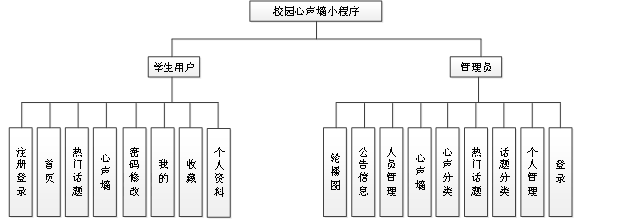 校园心声墙小程序
学生用户
管理员
注册登录
首页
热门话题
心声墙
密码修改
我的
收藏
个人资料
轮播图
公告信息
人员管理
心声墙
心声分类
热门话题
话题分类
个人管理
登录